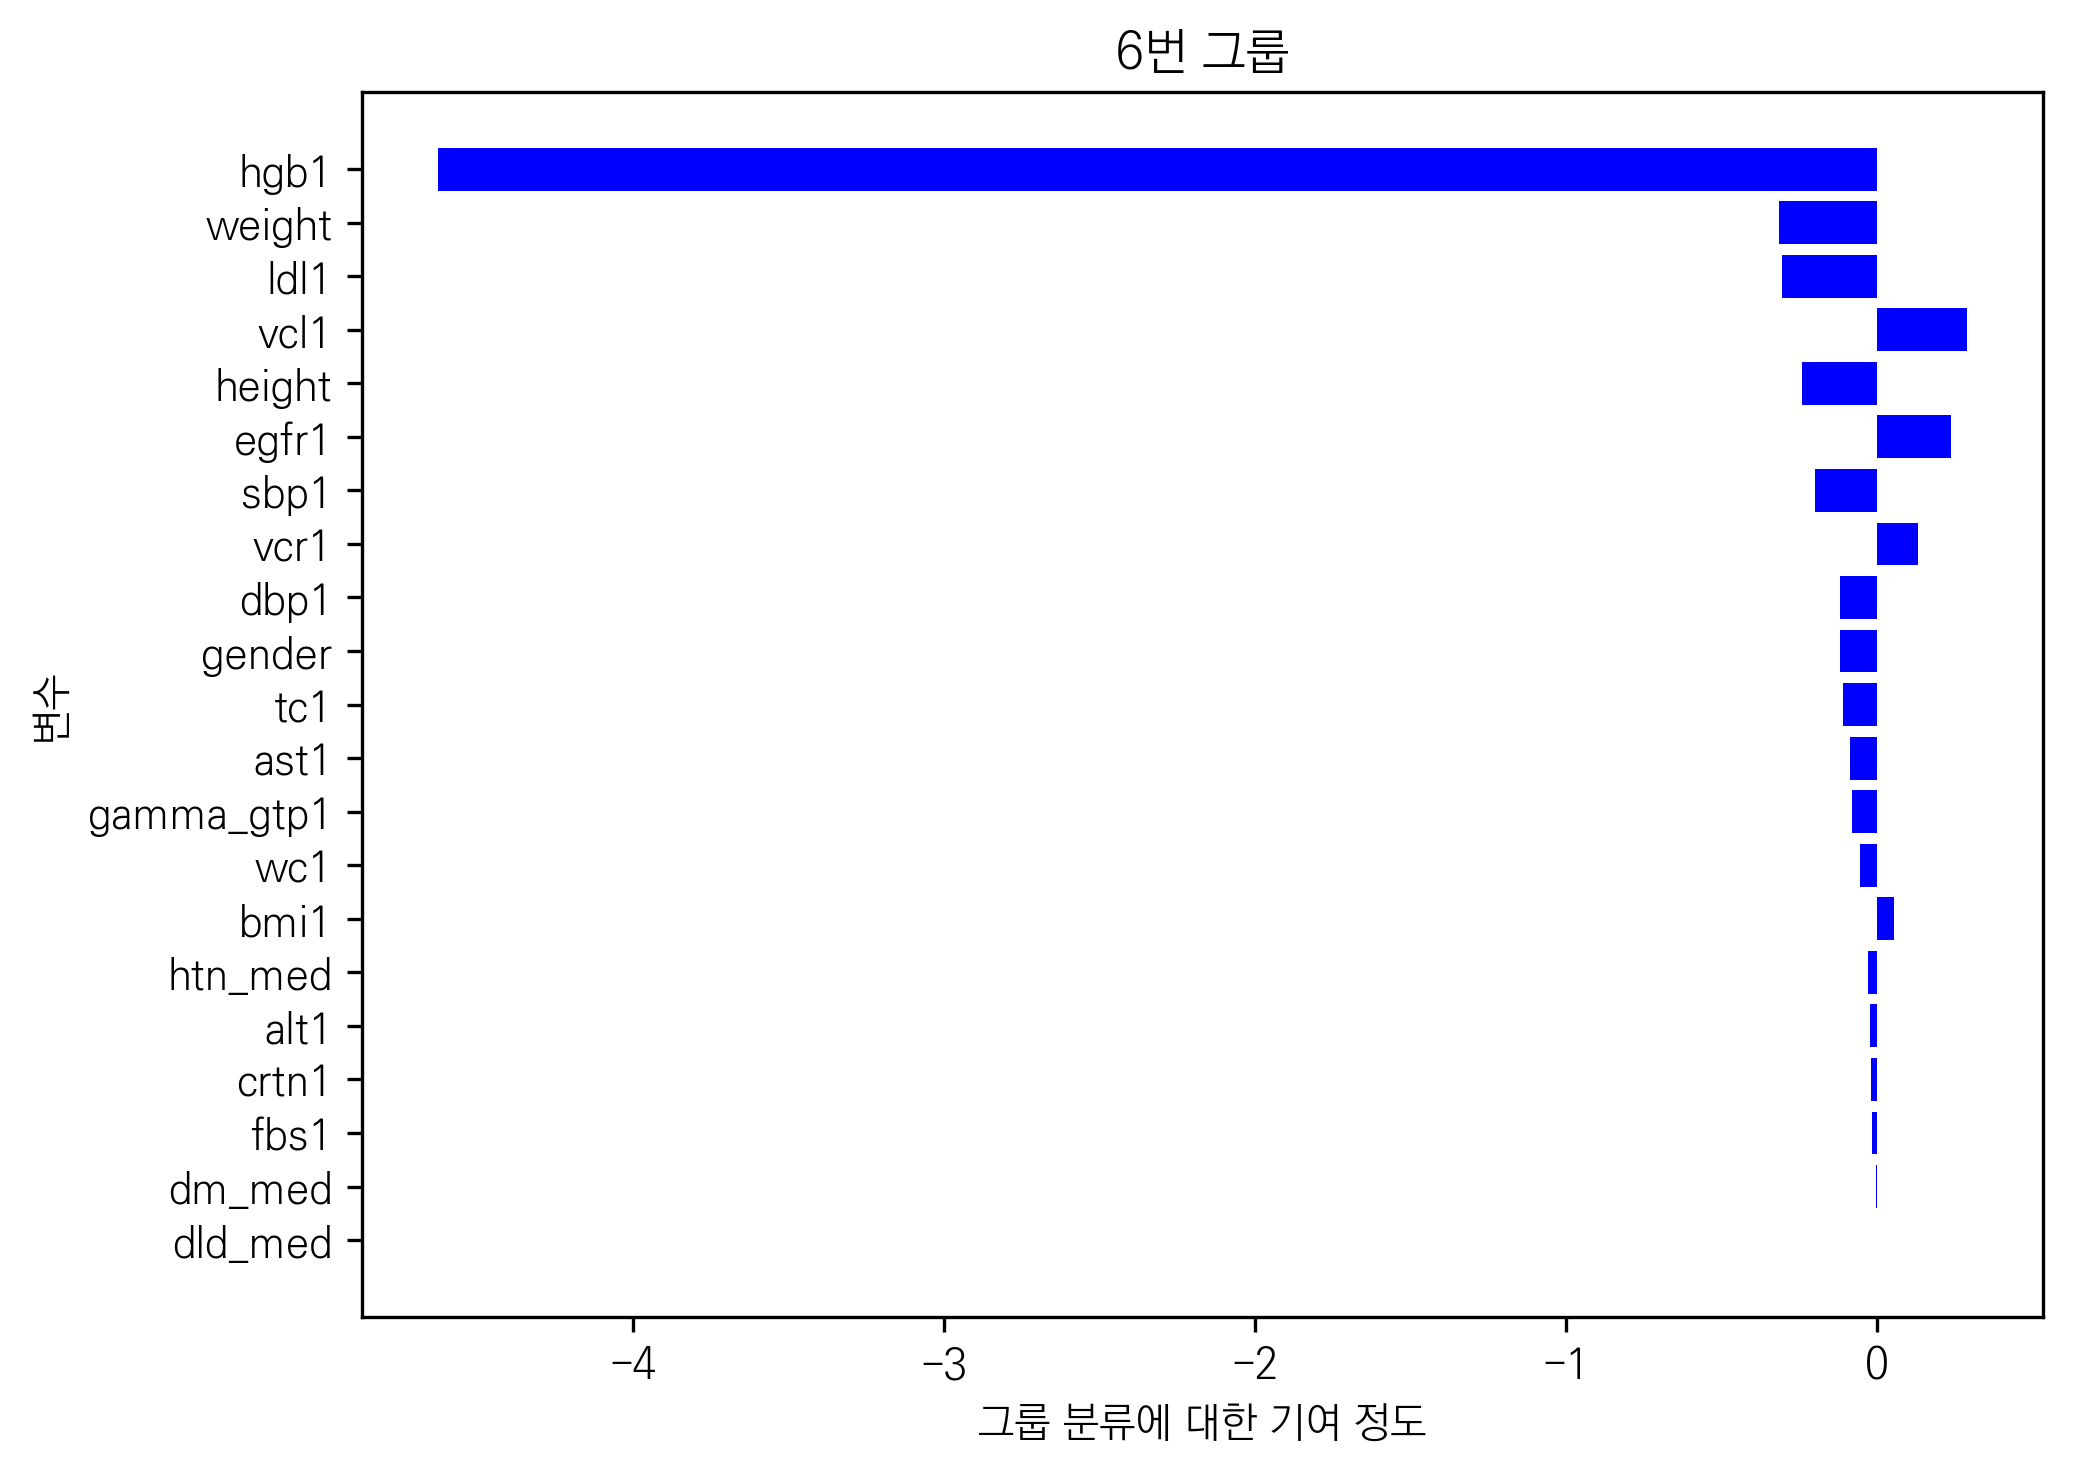 6번 그룹
변수
hgb1
weight
ldl1
vcl1
height
egfr1
sbp1
vcr1
dbp1
gender
tc1
ast1
gamma_gtp1
wc1
bmi1
htn_med
alt1
crtn1
fbs1
dm_med
dld_med
−4 −3 −2 −1 0
그룹 분류에 대한 기여 정도